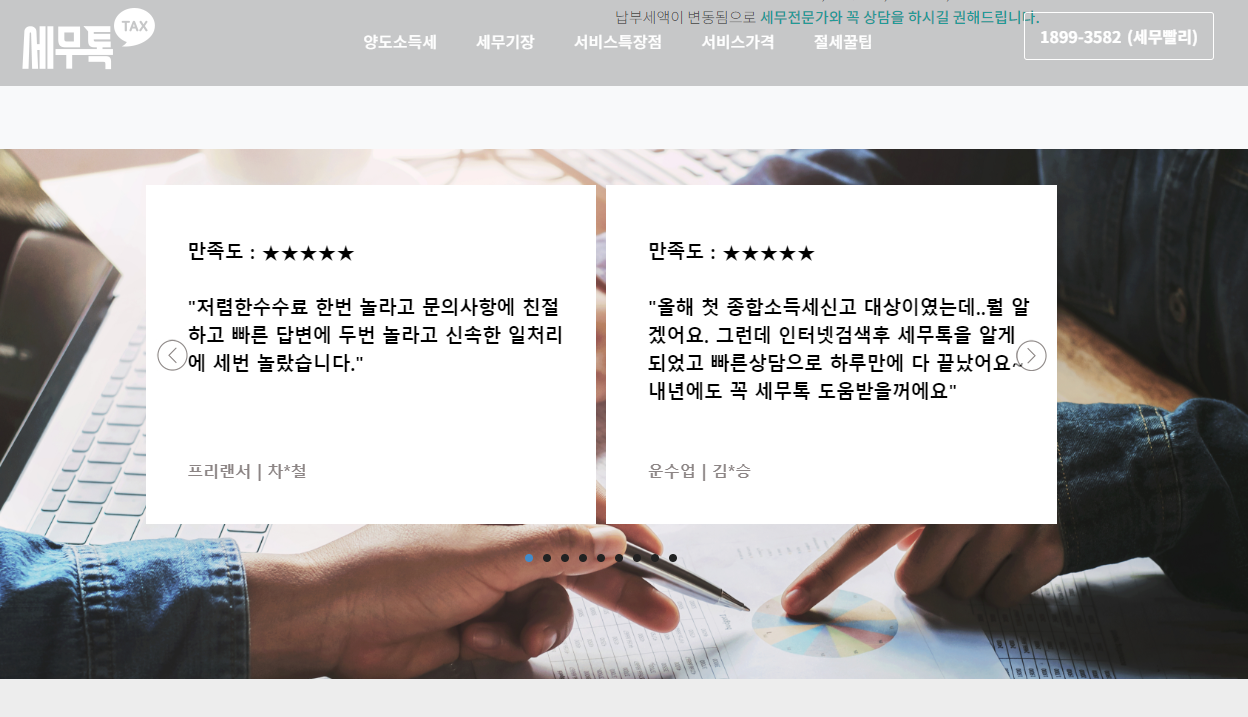 납부세액이 변동됨으로 세무전문가와 꼭 상담을 하시길 권해드립니다.
세무톡 TAX
양도소득세 세무기장 서비스특장점 서비스가격 절세꿀팁
1899-3582 (세무빨리)
만족도 : ★★★★★
"저렴한수수료 한번 놀라고 문의사항에 친절
하고 빠른 답변에 두번 놀라고 신속한 일처리
에 세번 놀랐습니다."
프리랜서 | 차*철
만족도 : ★★★★★
"올해 첫 종합소득세신고 대상이였는데..뭘 알
겠어요. 그런데 인터넷검색후 세무톡을 알게
되었고 빠른상담으로 하루만에 다 끝났어요~
내년에도 꼭 세무톡 도움받을꺼에요"
운수업 | 김*승